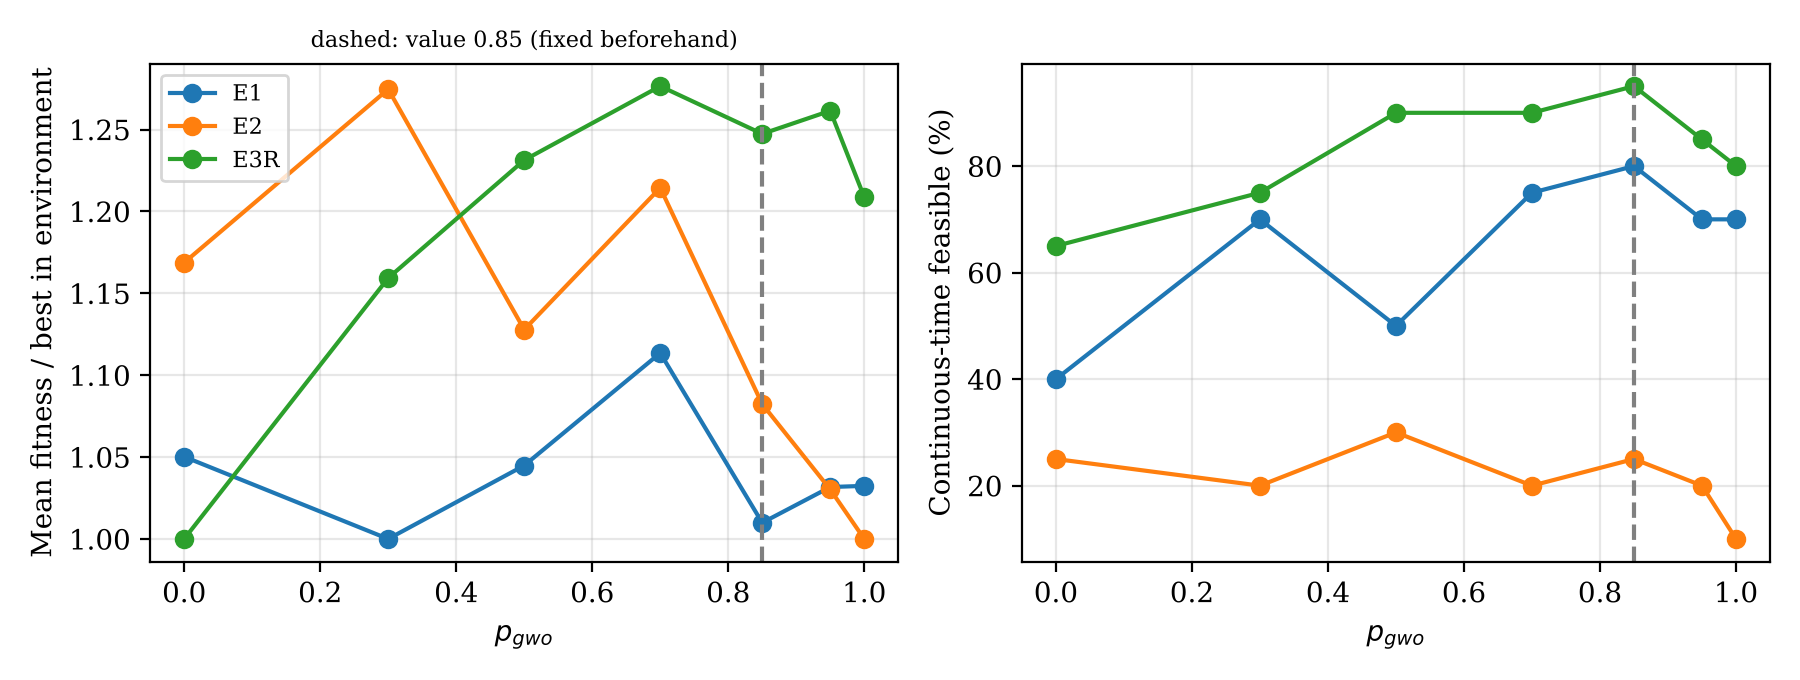 dashed: value 0.85 (fixed beforehand)
Mean fitness / best in environment
E1
E2
E3R
1.25
1.20
1.15
1.10
1.05
1.00
0.0 0.2 0.4 0.6 0.8 1.0
p_gwo
Continuous-time feasible (%)
80
60
40
20
0.0 0.2 0.4 0.6 0.8 1.0
p_gwo